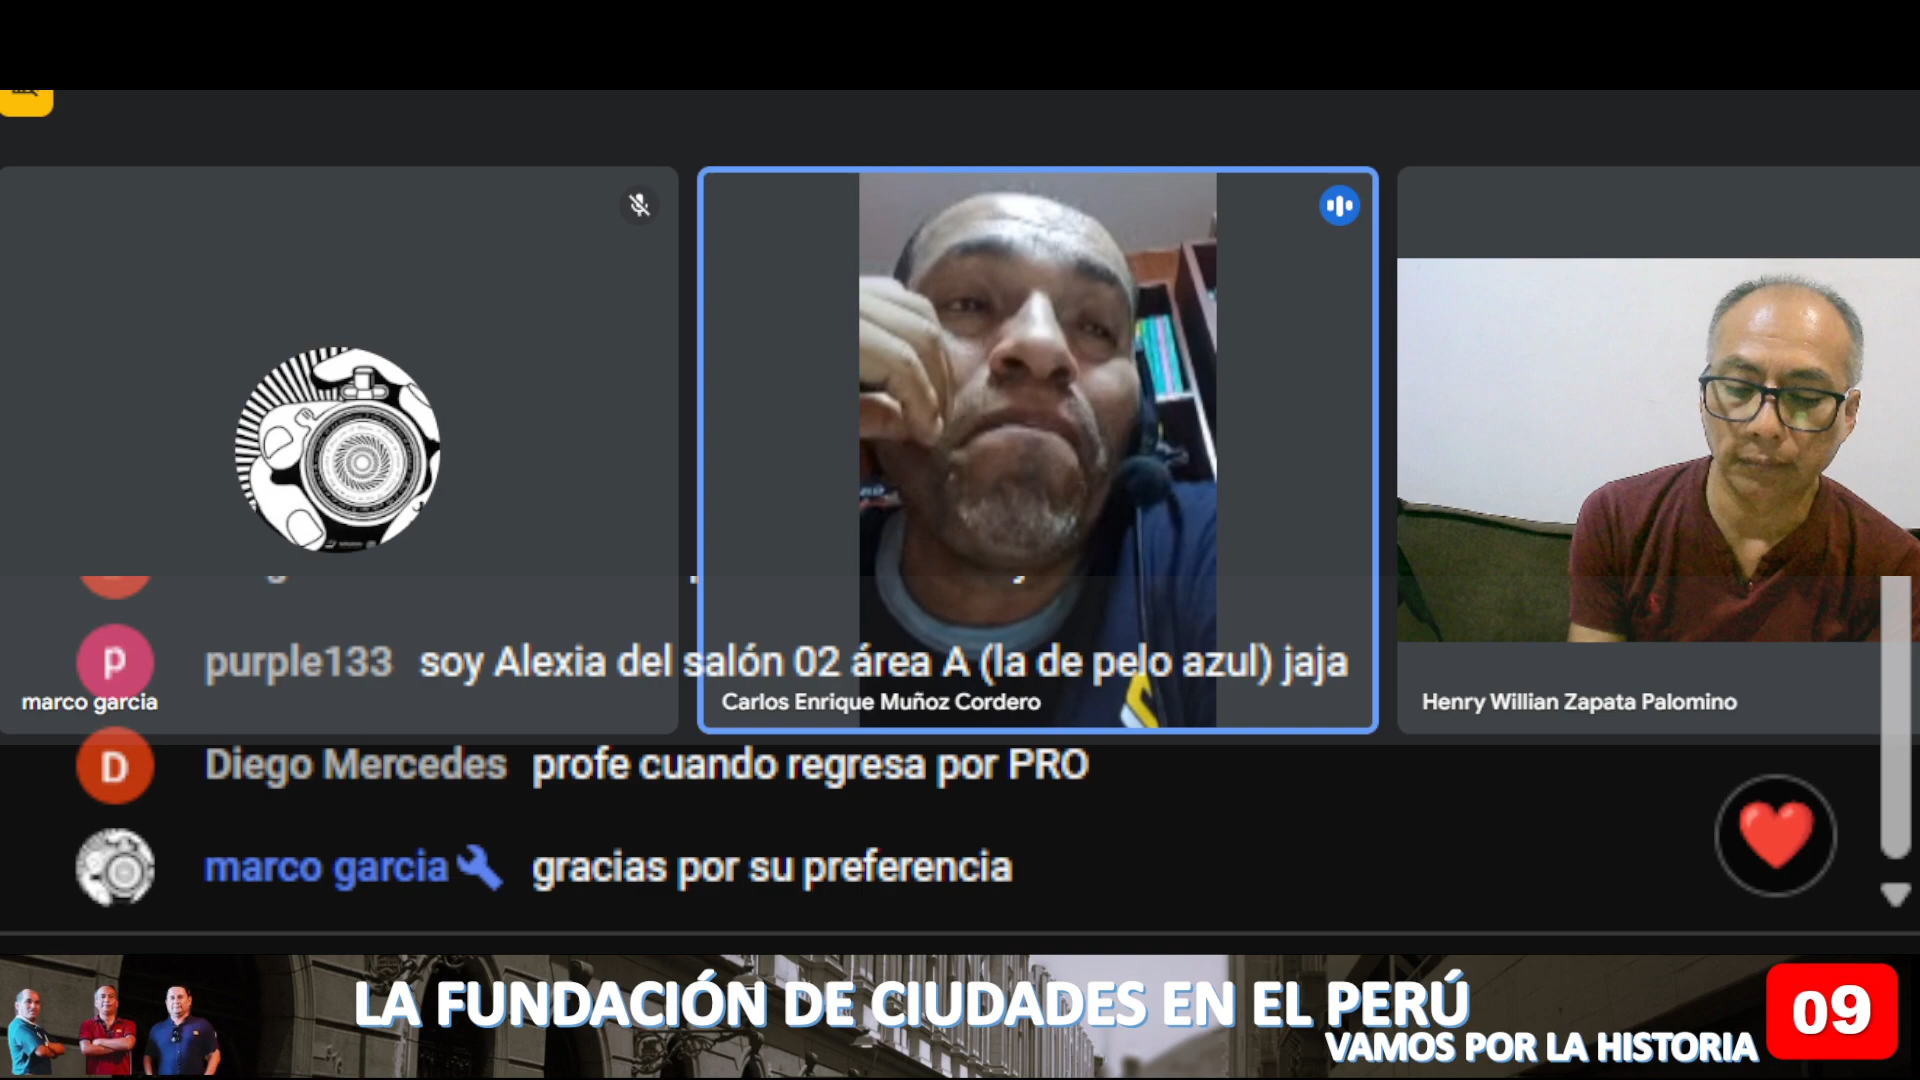 P purple133 soy Alexia del salón 02 área A (la de pelo azul) jaja
marco garcia
Carlos Enrique Muñoz Cordero
Henry Willian Zapata Palomino
D Diego Mercedes profe cuando regresa por PRO
marco garcia gracias por su preferencia
LA FUNDACIÓN DE CIUDADES EN EL PERÚ
VAMOS POR LA HISTORIA
09